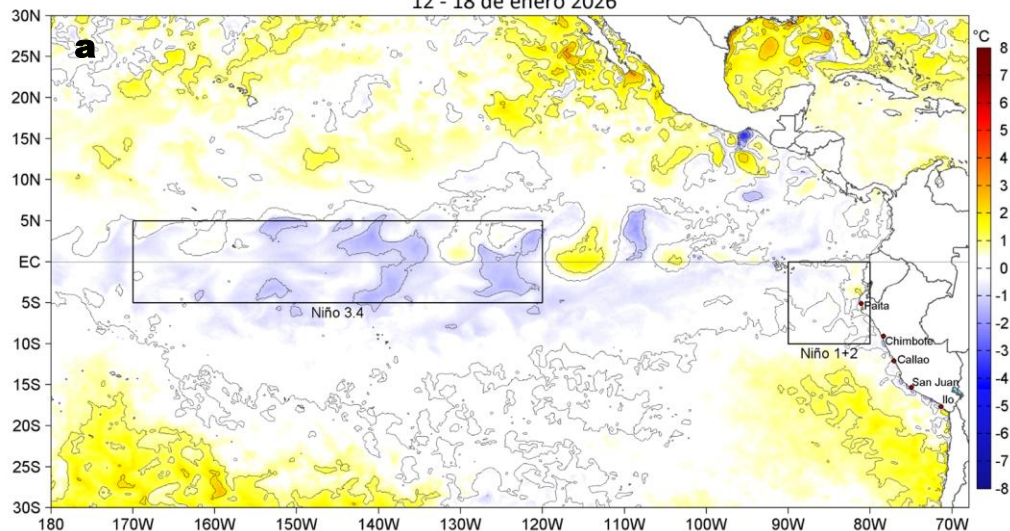 12 - 18 de enero 2026
a
°C
30N
25N
20N
15N
10N
5N
EC
5S
10S
15S
20S
25S
30S
Niño 3.4
Niño 1+2
Paita
Chimbote
Callao
San Juan
Ilo
8
7
6
5
4
3
2
1
0
-1
-2
-3
-4
-5
-6
-7
-8
180 170W 160W 150W 140W 130W 120W 110W 100W 90W 80W 70W